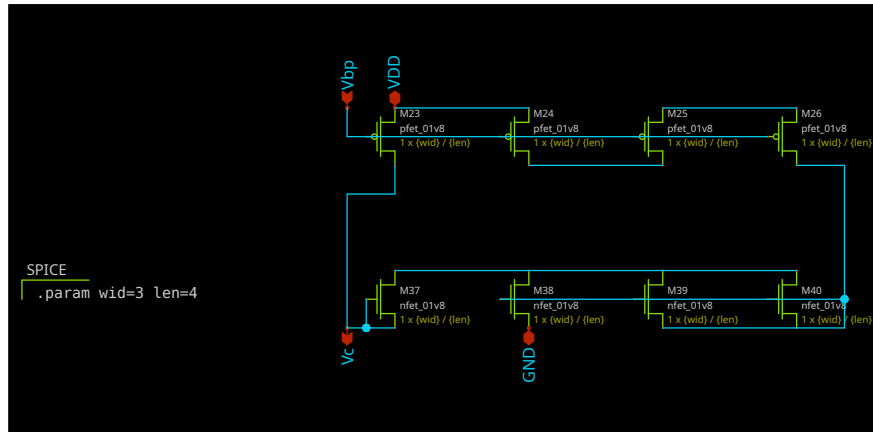 Vbp
VDD
M23
pfet_01v8
1 x {wid} / {len}
M24
pfet_01v8
1 x {wid} / {len}
M25
pfet_01v8
1 x {wid} / {len}
M26
pfet_01v8
1 x {wid} / {len}
SPICE
.param wid=3 len=4
M37
nfet_01v8
1 x {wid} / {len}
M38
nfet_01v8
1 x {wid} / {len}
M39
nfet_01v8
1 x {wid} / {len}
M40
nfet_01v8
1 x {wid} / {len}
Vc
GND